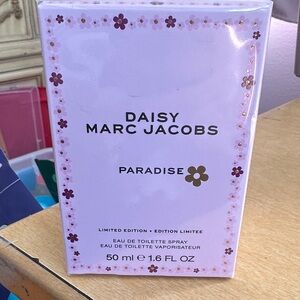 DAISY
MARC JACOBS
PARADISE
LIMITED EDITION • EDITION LIMITEE
EAU DE TOILETTE SPRAY
EAU DE TOILETTE VAPORISATEUR
50 ml ℮ 1.6 FL OZ